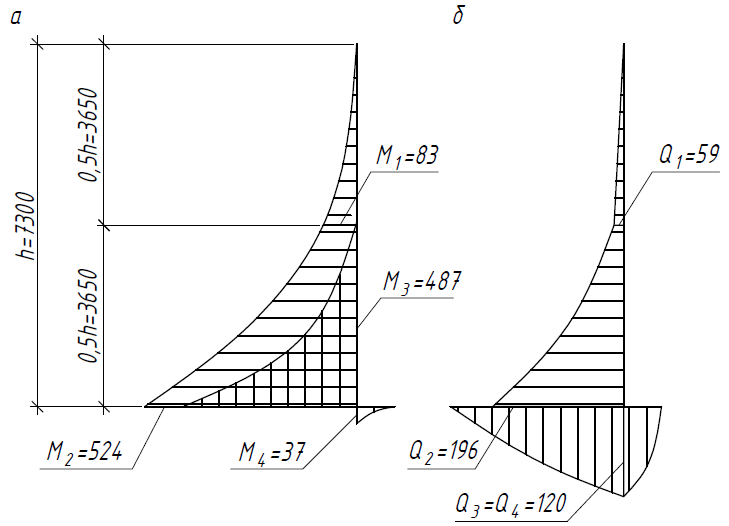 а
б
0,5h=3650
M₁=83
Q₁=59
h=7300
M₃=487
0,5h=3650
M₂=524
M₄=37
Q₂=196
Q₃=Q₄=120